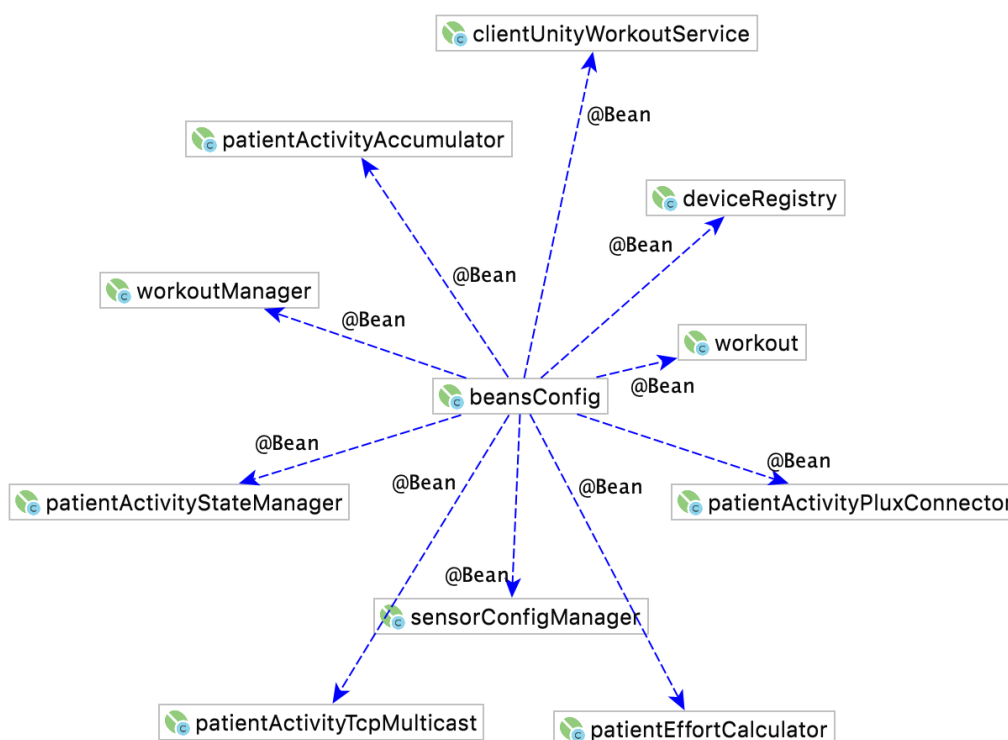 clientUnityWorkoutService
@Bean
patientActivityAccumulator
deviceRegistry
@Bean
@Bean
workoutManager
@Bean
workout
@Bean
beansConfig
@Bean
@Bean
@Bean
@Bean
patientActivityStateManager
patientActivityPluxConnector
@Bean
sensorConfigManager
patientActivityTcpMulticast
patientEffortCalculator